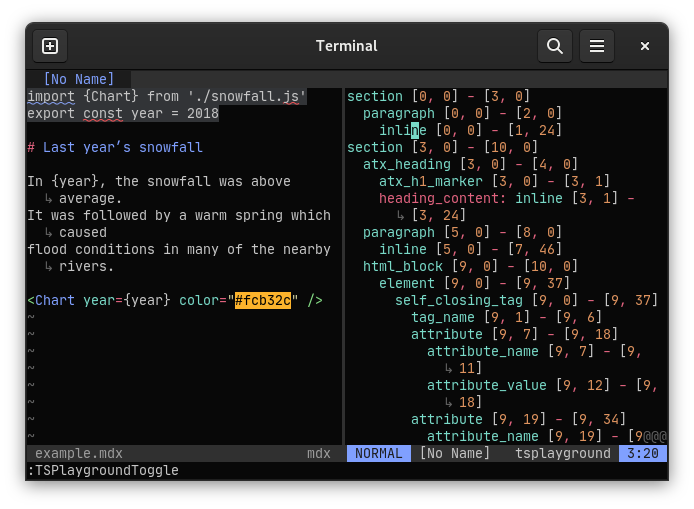 Terminal
[No Name]
import {Chart} from './snowfall.js'
export const year = 2018
# Last year’s snowfall
In {year}, the snowfall was above
↳ average.
It was followed by a warm spring which
↳ caused
flood conditions in many of the nearby
↳ rivers.
<Chart year={year} color="#fcb32c" />
~
~
~
~
~
~
~
~
example.mdx mdx
section [0, 0] - [3, 0]
paragraph [0, 0] - [2, 0]
inline [0, 0] - [1, 24]
section [3, 0] - [10, 0]
atx_heading [3, 0] - [4, 0]
atx_h1_marker [3, 0] - [3, 1]
heading_content: inline [3, 1] -
↳ [3, 24]
paragraph [5, 0] - [8, 0]
inline [5, 0] - [7, 46]
html_block [9, 0] - [10, 0]
element [9, 0] - [9, 37]
self_closing_tag [9, 0] - [9, 37]
tag_name [9, 1] - [9, 6]
attribute [9, 7] - [9, 18]
attribute_name [9, 7] - [9,
↳ 11]
attribute_value [9, 12] - [9,
↳ 18]
attribute [9, 19] - [9, 34]
attribute_name [9, 19] - [9@@@
NORMAL [No Name] tsplayground 3:20
:TSPlaygroundToggle